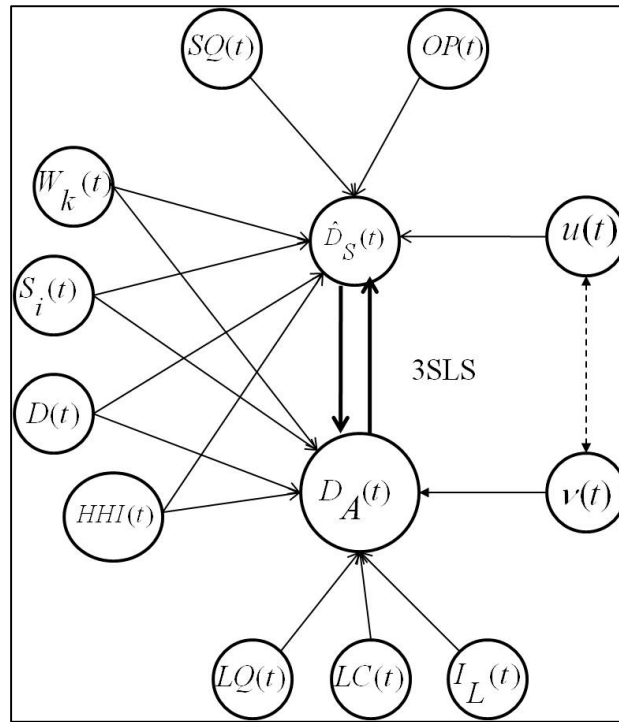 SQ(t)
OP(t)
W_k(t)
D̂_S(t)
u(t)
S_i(t)
3SLS
D(t)
D_A(t)
v(t)
HHI(t)
LQ(t)
LC(t)
I_L(t)